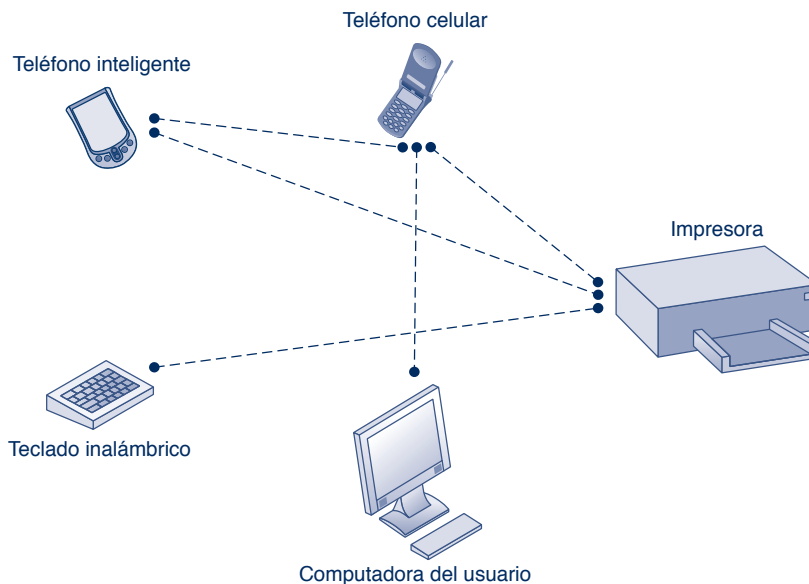 Teléfono celular
Teléfono inteligente
Impresora
Teclado inalámbrico
Computadora del usuario